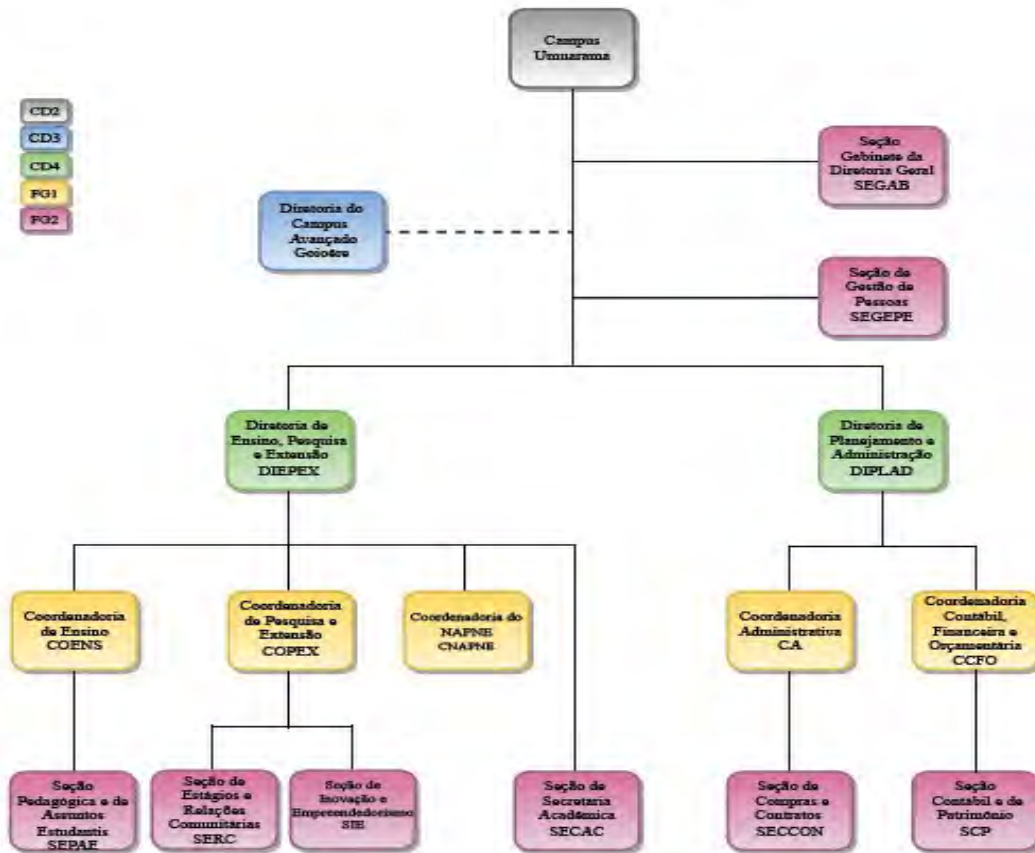 Campus
Umuarama
CD2
CD3
CD4
FG1
FG2
Seção
Gabinete da
Diretoria Geral
SEGAB
Diretoria do
Campus
Avançado
Goioêre
Seção de
Gestão de
Pessoas
SEGEPE
Diretoria de
Ensino, Pesquisa
e Extensão
DIEPEX
Diretoria de
Planejamento e
Administração
DIPLAD
Coordenadoria
de Ensino
COENS
Coordenadoria
de Pesquisa e
Extensão
COPEX
Coordenadoria do
NAPNE
CNAPNE
Coordenadoria
Administrativa
CA
Coordenadoria
Contábil,
Financeira e
Orçamentária
CCFO
Seção
Pedagógica e de
Assuntos
Estudantis
SEPAE
Seção de
Estágios e
Relações
Comunitárias
SERC
Seção de
Inovação e
Empreendedorismo
SIE
Seção de
Secretaria
Acadêmica
SECAC
Seção de
Compras e
Contratos
SECCON
Seção
Contábil e de
Patrimônio
SCP